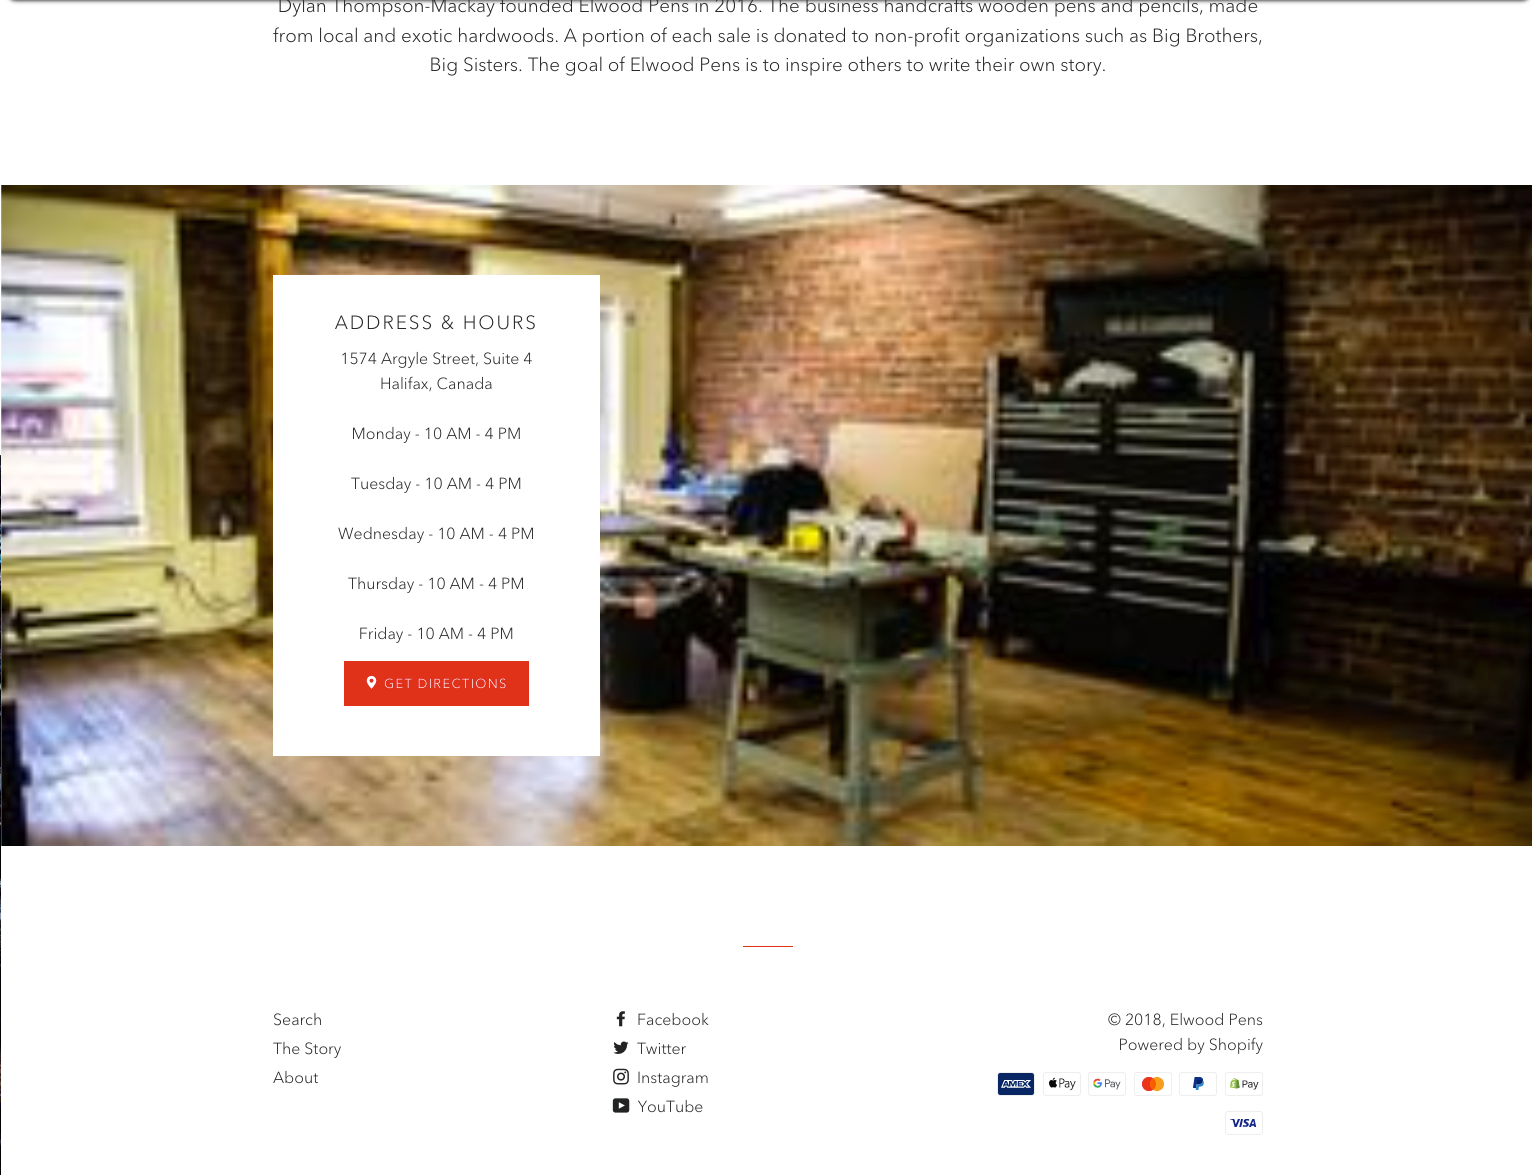 Dylan Thompson-Mackay founded Elwood Pens in 2016. The business handcrafts wooden pens and pencils, made
from local and exotic hardwoods. A portion of each sale is donated to non-profit organizations such as Big Brothers,
Big Sisters. The goal of Elwood Pens is to inspire others to write their own story.
ADDRESS & HOURS
1574 Argyle Street, Suite 4
Halifax, Canada
Monday - 10 AM - 4 PM
Tuesday - 10 AM - 4 PM
Wednesday - 10 AM - 4 PM
Thursday - 10 AM - 4 PM
Friday - 10 AM - 4 PM
GET DIRECTIONS
Search
The Story
About
Facebook
Twitter
Instagram
YouTube
© 2018, Elwood Pens
Powered by Shopify
AMEX Pay G Pay Pay
VISA